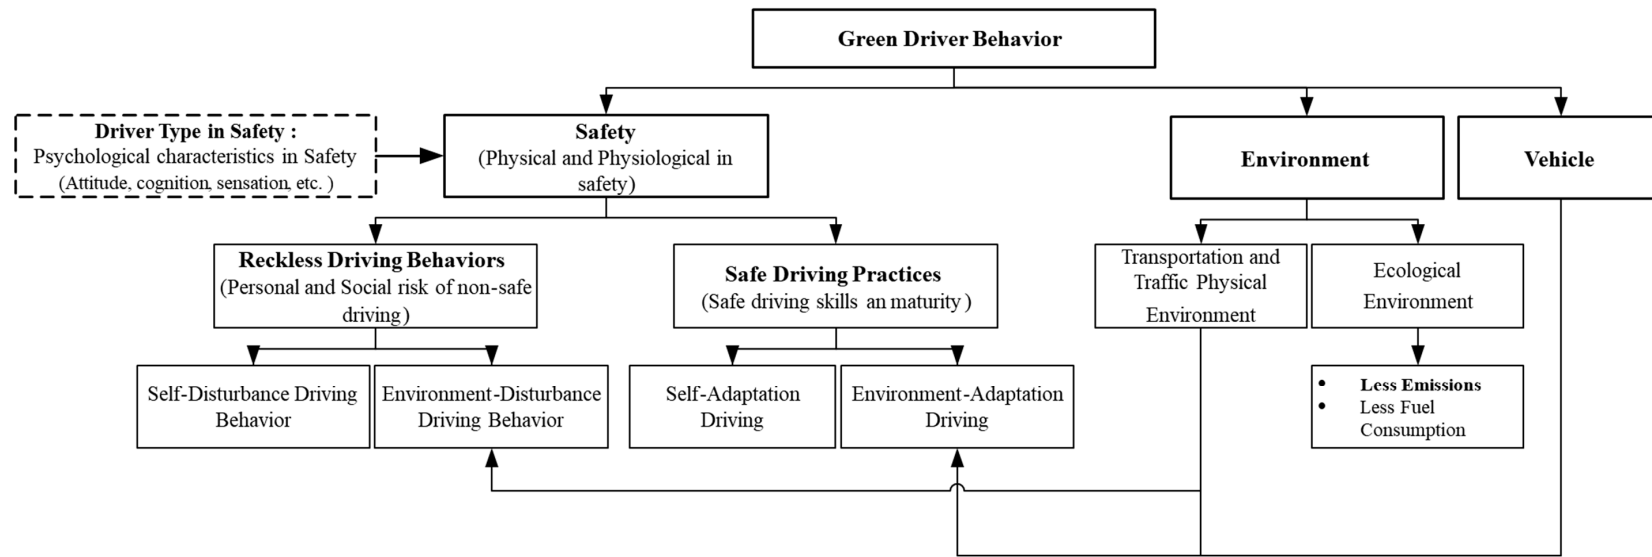 Green Driver Behavior
Driver Type in Safety :
Psychological characteristics in Safety
(Attitude, cognition, sensation, etc. )
Safety
(Physical and Physiological in
safety)
Environment
Vehicle
Reckless Driving Behaviors
(Personal and Social risk of non-safe
driving)
Safe Driving Practices
(Safe driving skills an maturity )
Transportation and
Traffic Physical
Environment
Ecological
Environment
Self-Disturbance Driving
Behavior
Environment-Disturbance
Driving Behavior
Self-Adaptation
Driving
Environment-Adaptation
Driving
• Less Emissions
• Less Fuel
Consumption